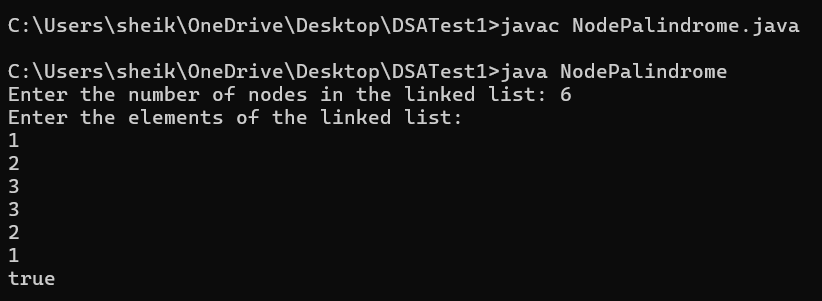 C:\Users\sheik\OneDrive\Desktop\DSATest1>javac NodePalindrome.java
C:\Users\sheik\OneDrive\Desktop\DSATest1>java NodePalindrome
Enter the number of nodes in the linked list: 6
Enter the elements of the linked list:
1
2
3
3
2
1
true